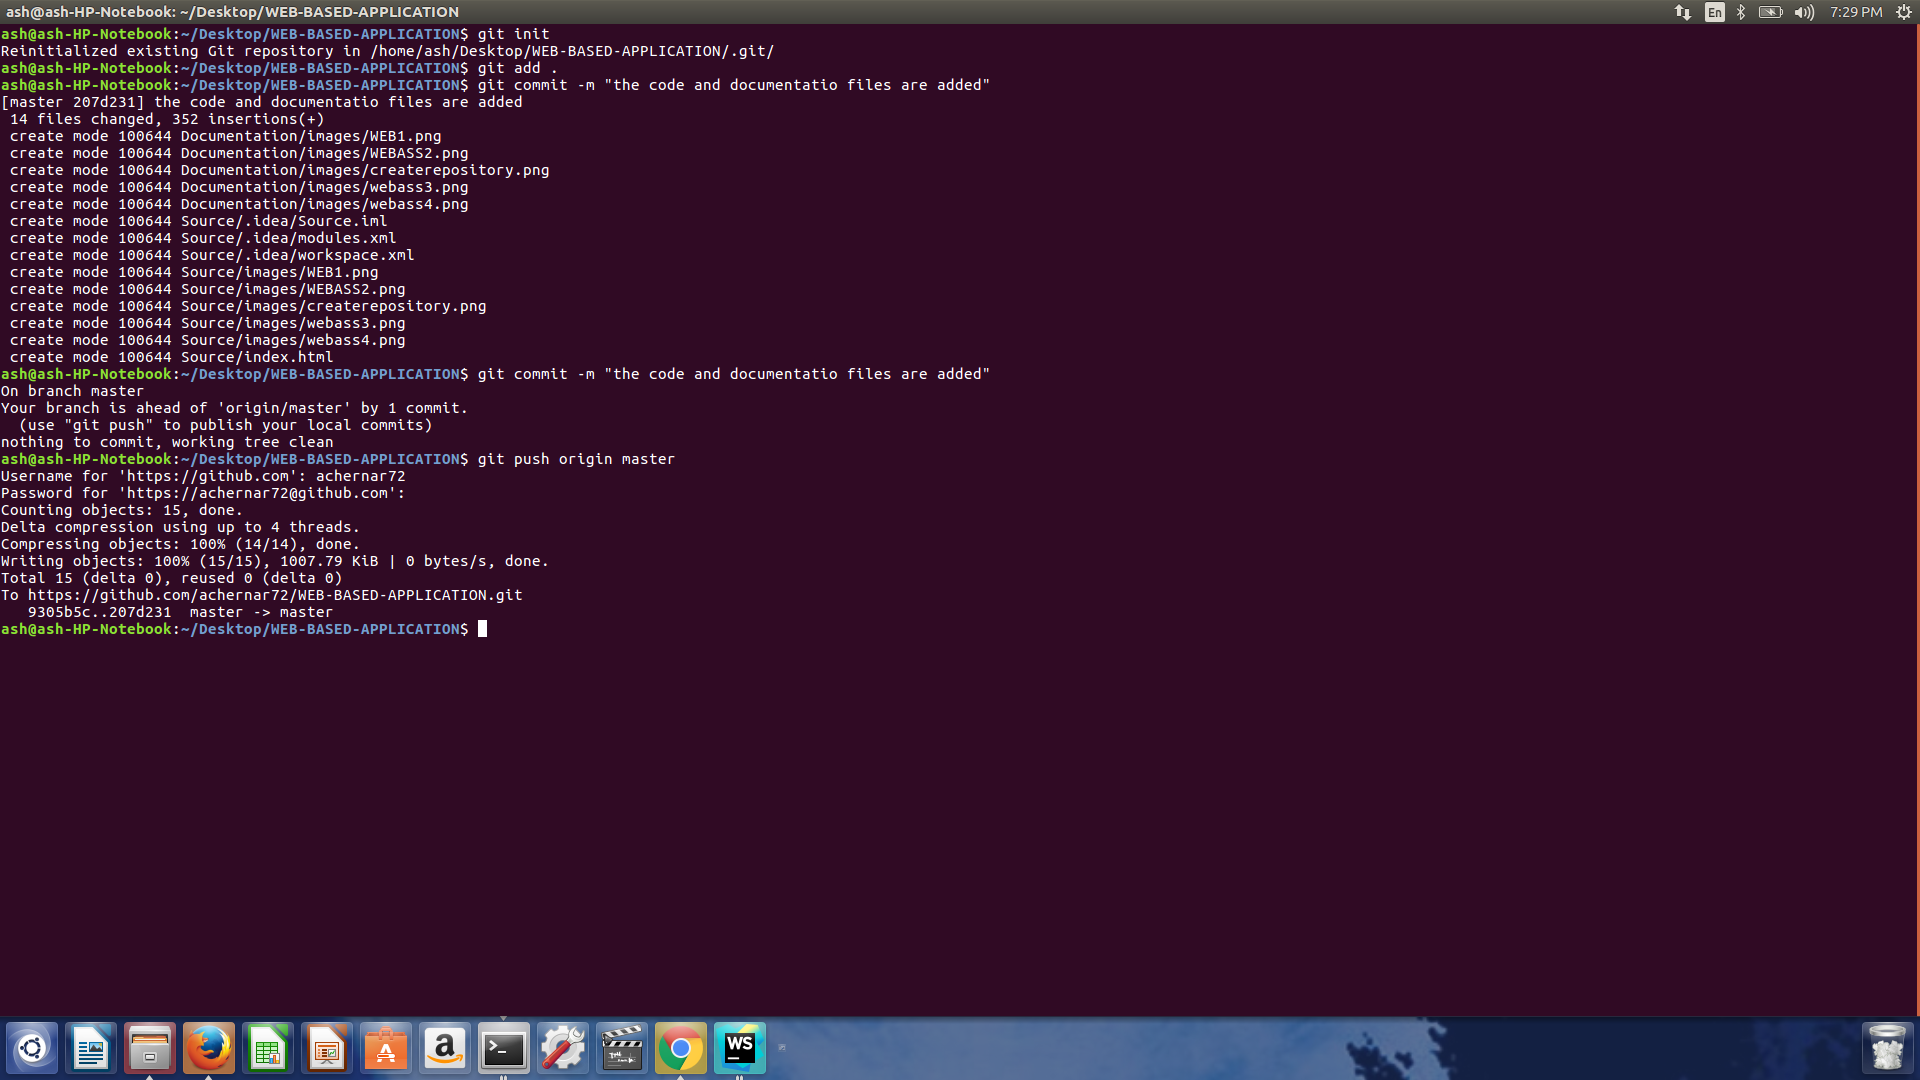 ash@ash-HP-Notebook: ~/Desktop/WEB-BASED-APPLICATION
En
7:29 PM
ash@ash-HP-Notebook:~/Desktop/WEB-BASED-APPLICATION$ git init
Reinitialized existing Git repository in /home/ash/Desktop/WEB-BASED-APPLICATION/.git/
ash@ash-HP-Notebook:~/Desktop/WEB-BASED-APPLICATION$ git add .
ash@ash-HP-Notebook:~/Desktop/WEB-BASED-APPLICATION$ git commit -m "the code and documentatio files are added"
[master 207d231] the code and documentatio files are added
 14 files changed, 352 insertions(+)
 create mode 100644 Documentation/images/WEB1.png
 create mode 100644 Documentation/images/WEBASS2.png
 create mode 100644 Documentation/images/createrepository.png
 create mode 100644 Documentation/images/webass3.png
 create mode 100644 Documentation/images/webass4.png
 create mode 100644 Source/.idea/Source.iml
 create mode 100644 Source/.idea/modules.xml
 create mode 100644 Source/.idea/workspace.xml
 create mode 100644 Source/images/WEB1.png
 create mode 100644 Source/images/WEBASS2.png
 create mode 100644 Source/images/createrepository.png
 create mode 100644 Source/images/webass3.png
 create mode 100644 Source/images/webass4.png
 create mode 100644 Source/index.html
ash@ash-HP-Notebook:~/Desktop/WEB-BASED-APPLICATION$ git commit -m "the code and documentatio files are added"
On branch master
Your branch is ahead of 'origin/master' by 1 commit.
  (use "git push" to publish your local commits)
nothing to commit, working tree clean
ash@ash-HP-Notebook:~/Desktop/WEB-BASED-APPLICATION$ git push origin master
Username for 'https://github.com': achernar72
Password for 'https://achernar72@github.com':
Counting objects: 15, done.
Delta compression using up to 4 threads.
Compressing objects: 100% (14/14), done.
Writing objects: 100% (15/15), 1007.79 KiB | 0 bytes/s, done.
Total 15 (delta 0), reused 0 (delta 0)
To https://github.com/achernar72/WEB-BASED-APPLICATION.git
   9305b5c..207d231  master -> master
ash@ash-HP-Notebook:~/Desktop/WEB-BASED-APPLICATION$
WS